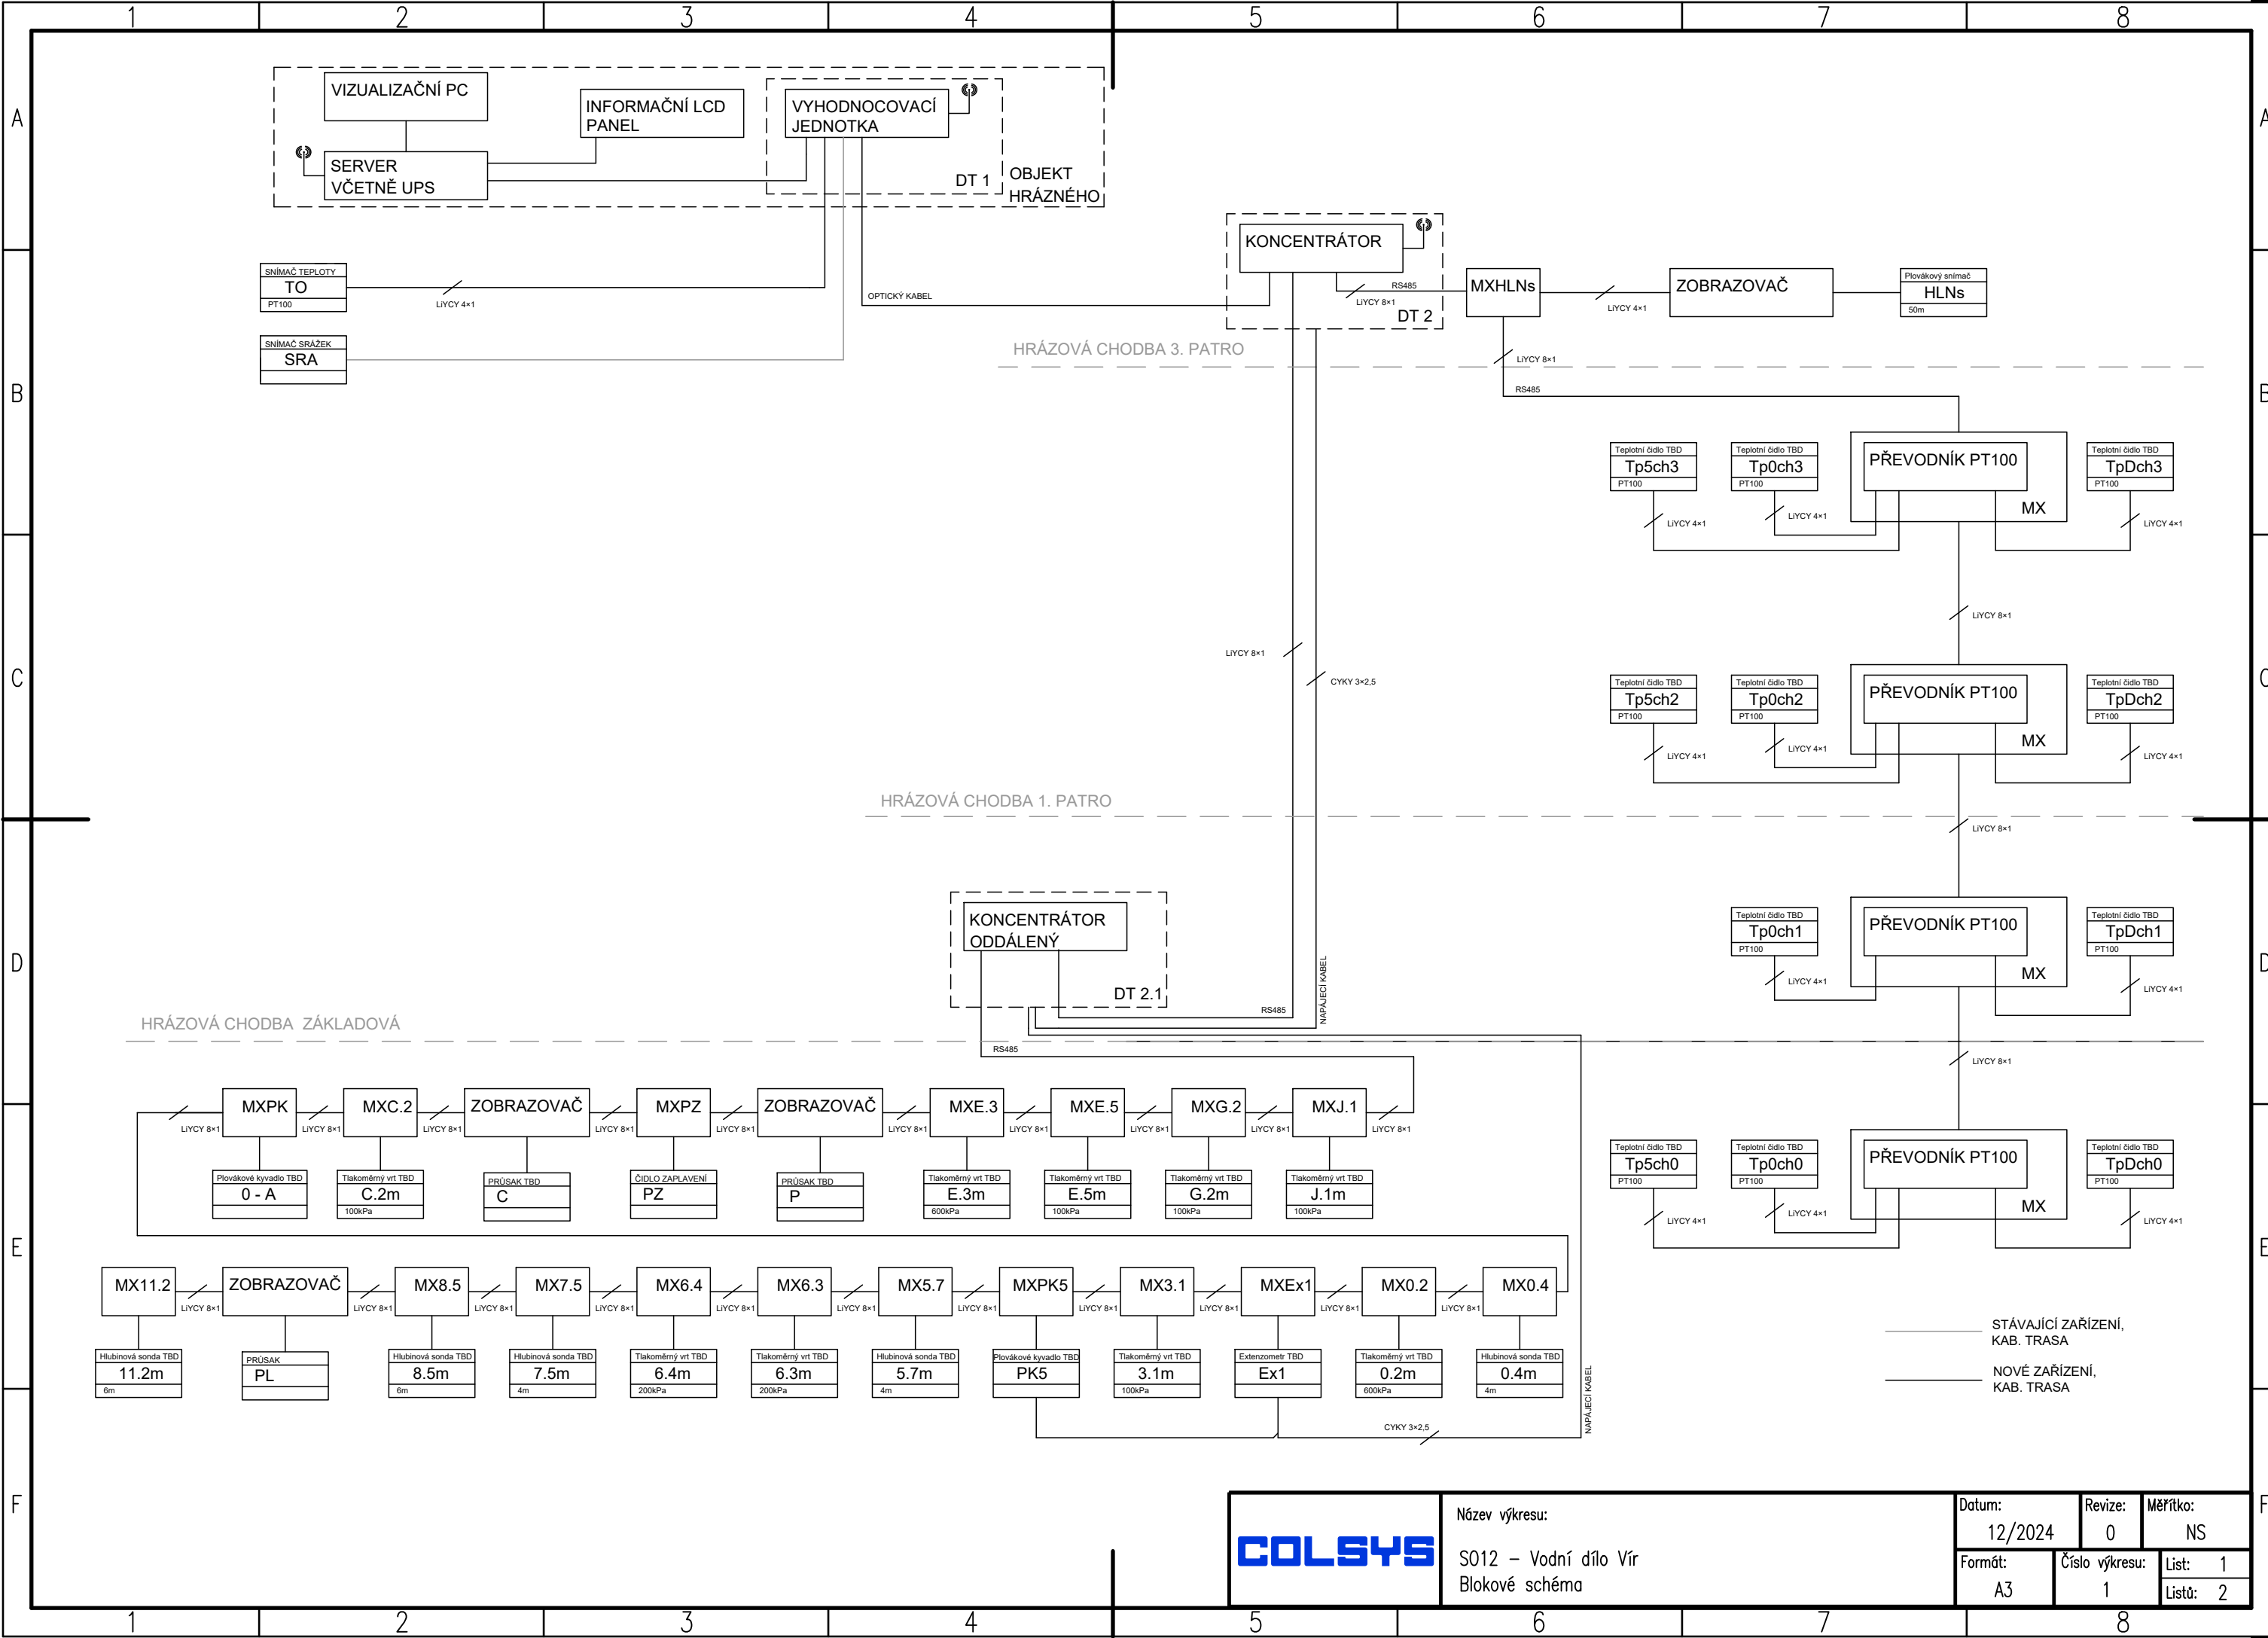 1 2 3 4 5 6 7 8
A A
VIZUALIZAČNÍ PC
INFORMAČNÍ LCD
PANEL
VYHODNOCOVACÍ
JEDNOTKA
SERVER
VČETNĚ UPS
DT 1
OBJEKT
HRÁZNÉHO
KONCENTRÁTOR
DT 2
SNÍMAČ TEPLOTY
TO
PT100
LiYCY 4×1
OPTICKÝ KABEL
RS485
LiYCY 8×1
MXHLNs
LiYCY 4×1
ZOBRAZOVAČ
Plovákový snímač
HLNs
50m
SNÍMAČ SRÁŽEK
SRA
HRÁZOVÁ CHODBA 3. PATRO
LiYCY 8×1
RS485
B B
Teplotní čidlo TBD
Tp5ch3
PT100
LiYCY 4×1
Teplotní čidlo TBD
Tp0ch3
PT100
LiYCY 4×1
PŘEVODNÍK PT100
MX
Teplotní čidlo TBD
TpDch3
PT100
LiYCY 4×1
LiYCY 8×1
C C
LiYCY 8×1
CYKY 3×2,5
Teplotní čidlo TBD
Tp5ch2
PT100
LiYCY 4×1
Teplotní čidlo TBD
Tp0ch2
PT100
LiYCY 4×1
PŘEVODNÍK PT100
MX
Teplotní čidlo TBD
TpDch2
PT100
LiYCY 4×1
HRÁZOVÁ CHODBA 1. PATRO
LiYCY 8×1
D D
KONCENTRÁTOR
ODDÁLENÝ
DT 2.1
RS485
NAPÁJECÍ KABEL
Teplotní čidlo TBD
Tp0ch1
PT100
LiYCY 4×1
PŘEVODNÍK PT100
MX
Teplotní čidlo TBD
TpDch1
PT100
LiYCY 4×1
HRÁZOVÁ CHODBA ZÁKLADOVÁ
RS485
LiYCY 8×1
LiYCY 8×1
MXPK
LiYCY 8×1
MXC.2
LiYCY 8×1
ZOBRAZOVAČ
LiYCY 8×1
MXPZ
LiYCY 8×1
ZOBRAZOVAČ
LiYCY 8×1
MXE.3
LiYCY 8×1
MXE.5
LiYCY 8×1
MXG.2
LiYCY 8×1
MXJ.1
LiYCY 8×1
Plovákové kyvadlo TBD
0 - A
Tlakoměrný vrt TBD
C.2m
100kPa
PRŮSAK TBD
C
ČIDLO ZAPLAVENÍ
PZ
PRŮSAK TBD
P
Tlakoměrný vrt TBD
E.3m
600kPa
Tlakoměrný vrt TBD
E.5m
100kPa
Tlakoměrný vrt TBD
G.2m
100kPa
Tlakoměrný vrt TBD
J.1m
100kPa
Teplotní čidlo TBD
Tp5ch0
PT100
LiYCY 4×1
Teplotní čidlo TBD
Tp0ch0
PT100
LiYCY 4×1
PŘEVODNÍK PT100
MX
Teplotní čidlo TBD
TpDch0
PT100
LiYCY 4×1
E E
MX11.2
LiYCY 8×1
ZOBRAZOVAČ
LiYCY 8×1
MX8.5
LiYCY 8×1
MX7.5
LiYCY 8×1
MX6.4
LiYCY 8×1
MX6.3
LiYCY 8×1
MX5.7
LiYCY 8×1
MXPK5
LiYCY 8×1
MX3.1
LiYCY 8×1
MXEx1
LiYCY 8×1
MX0.2
LiYCY 8×1
MX0.4
Hlubinová sonda TBD
11.2m
6m
PRŮSAK
PL
Hlubinová sonda TBD
8.5m
6m
Hlubinová sonda TBD
7.5m
4m
Tlakoměrný vrt TBD
6.4m
200kPa
Tlakoměrný vrt TBD
6.3m
200kPa
Hlubinová sonda TBD
5.7m
4m
Plovákové kyvadlo TBD
PK5
Tlakoměrný vrt TBD
3.1m
100kPa
Extenzometr TBD
Ex1
Tlakoměrný vrt TBD
0.2m
600kPa
Hlubinová sonda TBD
0.4m
4m
CYKY 3×2,5
NAPÁJECÍ KABEL
STÁVAJÍCÍ ZAŘÍZENÍ,
KAB. TRASA
NOVÉ ZAŘÍZENÍ,
KAB. TRASA
F F
COLSYS
Název výkresu:
SO12 – Vodní dílo Vír
Blokové schéma
Datum:
12/2024
Revize:
0
Měřítko:
NS
Formát:
A3
Číslo výkresu:
1
List: 1
Listů: 2
1 2 3 4 5 6 7 8